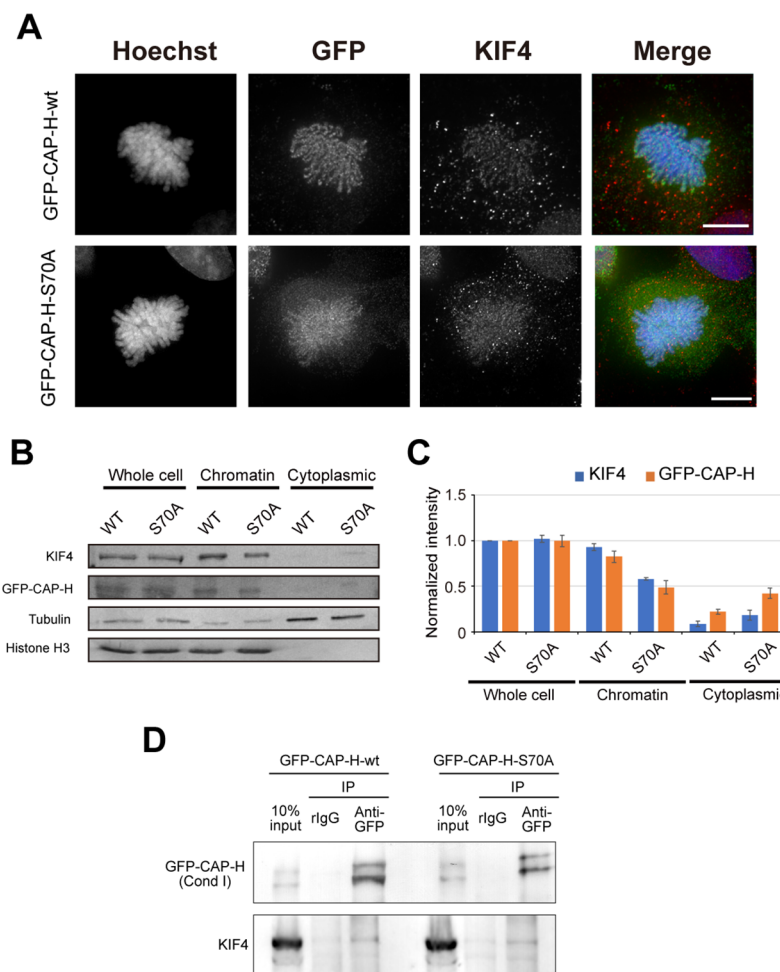 A
Hoechst GFP KIF4 Merge
GFP-CAP-H-wt
GFP-CAP-H-S70A
B
Whole cell Chromatin Cytoplasmic
WT S70A WT S70A WT S70A
KIF4
GFP-CAP-H
Tubulin
Histone H3
C
KIF4 GFP-CAP-H
Normalized intensity
1.5
1.0
0.5
0
WT S70A WT S70A WT S70A
Whole cell Chromatin Cytoplasmi
D
GFP-CAP-H-wt GFP-CAP-H-S70A
IP IP
10% input rIgG Anti-GFP 10% input rIgG Anti-GFP
GFP-CAP-H
(Cond I)
KIF4